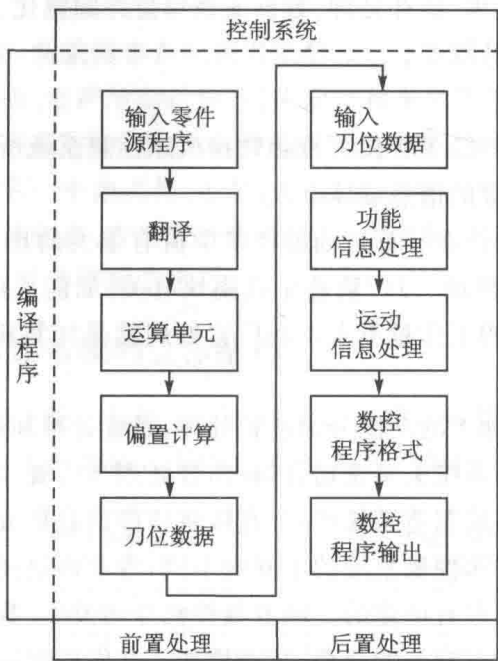 控制系统
编译程序
输入零件
源程序
翻译
运算单元
偏置计算
刀位数据
输入
刀位数据
功能
信息处理
运动
信息处理
数控
程序格式
数控
程序输出
前置处理
后置处理